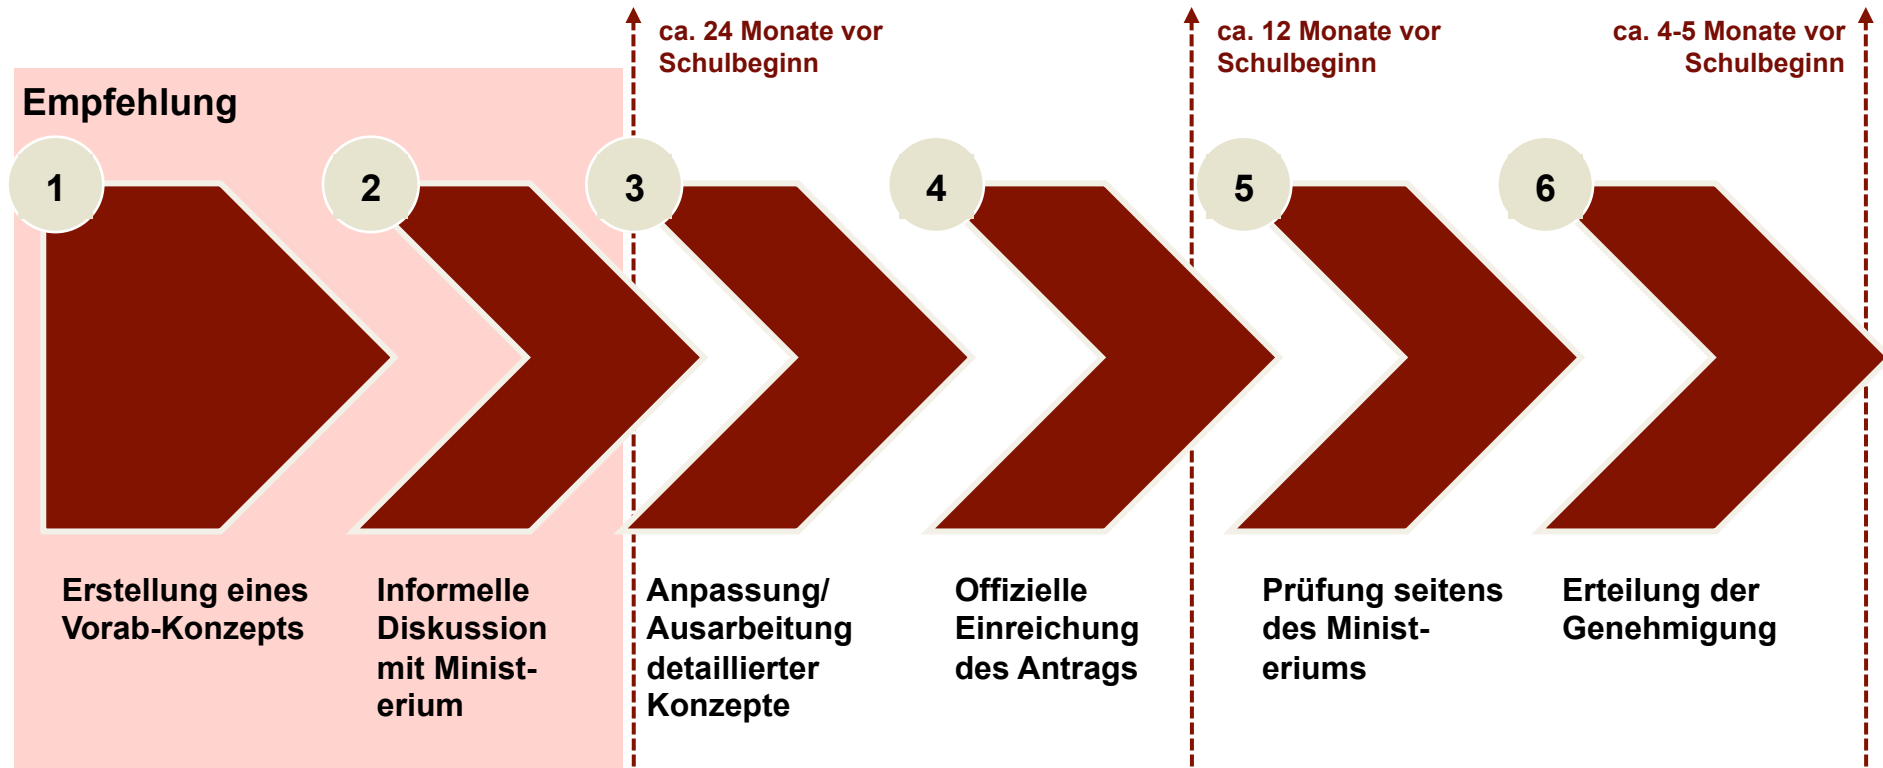 ca. 24 Monate vor
Schulbeginn
ca. 12 Monate vor
Schulbeginn
ca. 4-5 Monate vor
Schulbeginn
Empfehlung
1
2
3
4
5
6
Erstellung eines
Vorab-Konzepts
Informelle
Diskussion
mit Minist-
erium
Anpassung/
Ausarbeitung
detaillierter
Konzepte
Offizielle
Einreichung
des Antrags
Prüfung seitens
des Minist-
eriums
Erteilung der
Genehmigung